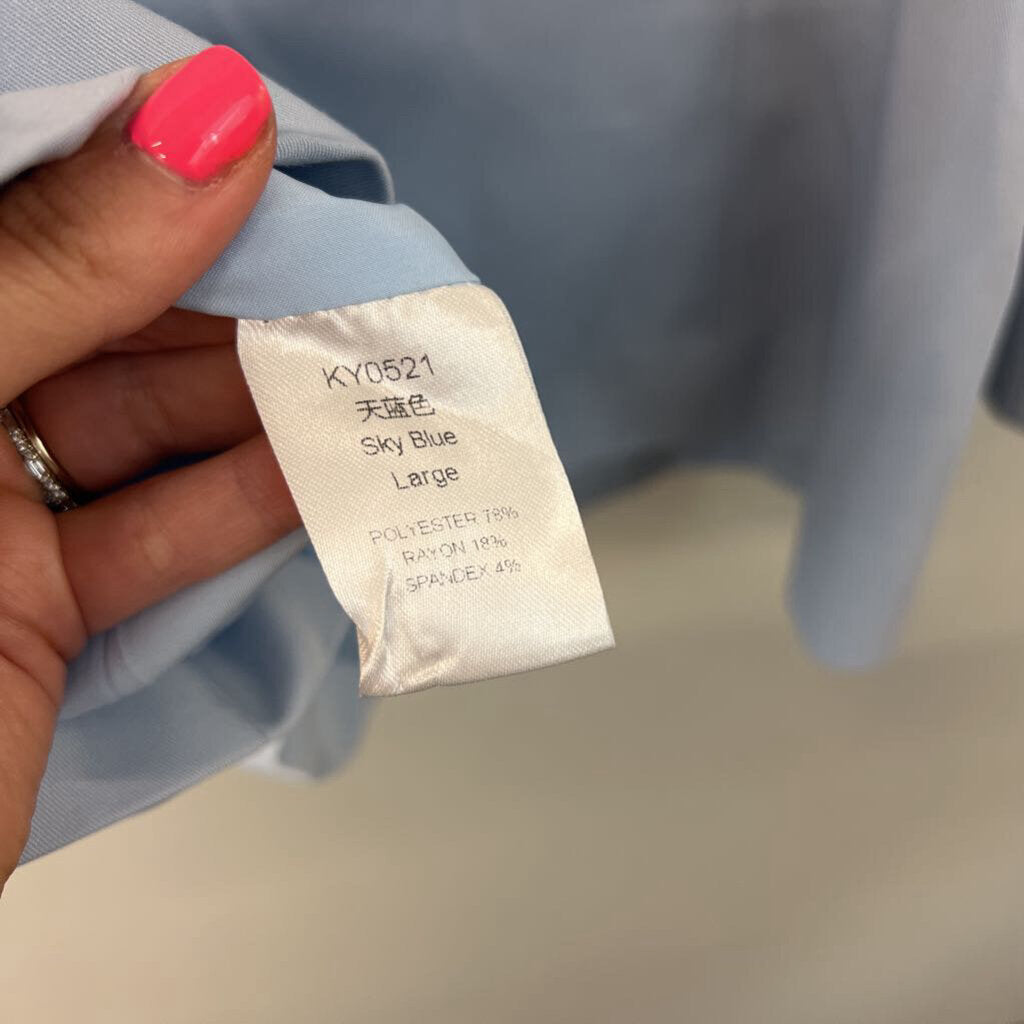 KY0521
天蓝色
Sky Blue
Large
POLYESTER 78%
RAYON 18%
SPANDEX 4%